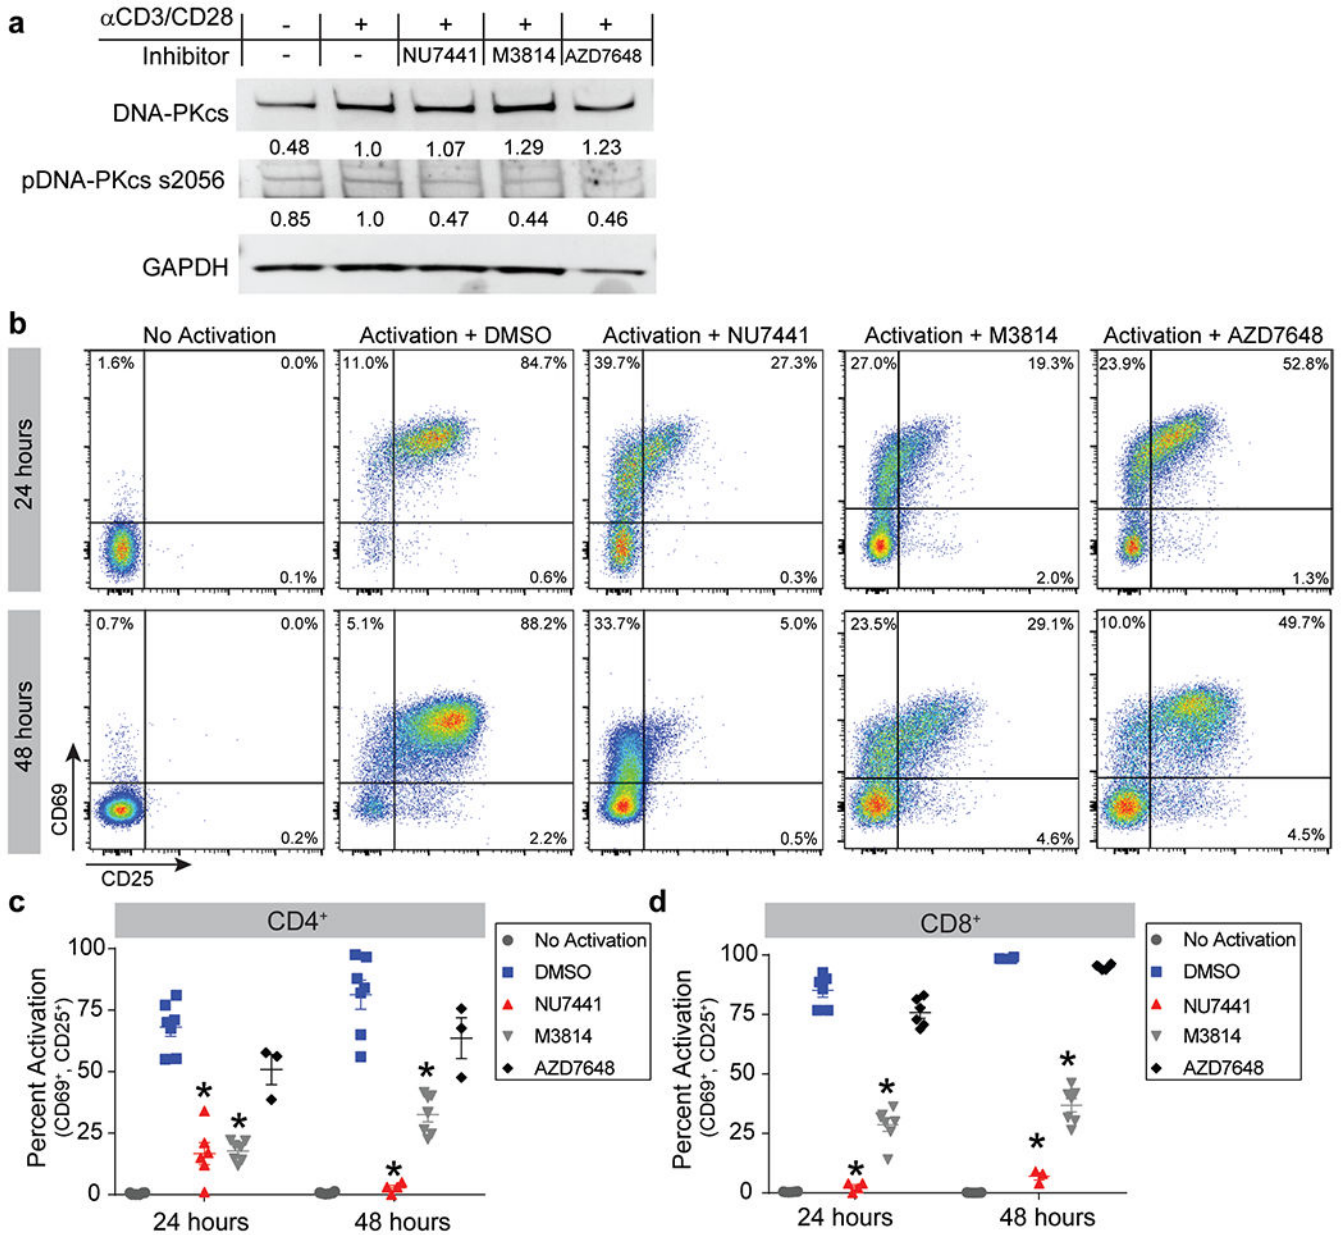 a
αCD3/CD28 - + + + +
Inhibitor - - NU7441 M3814 AZD7648
DNA-PKcs
0.48 1.0 1.07 1.29 1.23
pDNA-PKcs s2056
0.85 1.0 0.47 0.44 0.46
GAPDH
b
No Activation Activation + DMSO Activation + NU7441 Activation + M3814 Activation + AZD7648
24 hours
1.6% 0.0% 11.0% 84.7% 39.7% 27.3% 27.0% 19.3% 23.9% 52.8%
0.1% 0.6% 0.3% 2.0% 1.3%
48 hours
0.7% 0.0% 5.1% 88.2% 33.7% 5.0% 23.5% 29.1% 10.0% 49.7%
0.2% 2.2% 0.5% 4.6% 4.5%
CD69
CD25
c
CD4+
Percent Activation
(CD69+, CD25+)
100
75
50
25
0
* * * *
24 hours 48 hours
No Activation
DMSO
NU7441
M3814
AZD7648
d
CD8+
Percent Activation
(CD69+, CD25+)
100
75
50
25
0
* * * *
24 hours 48 hours
No Activation
DMSO
NU7441
M3814
AZD7648